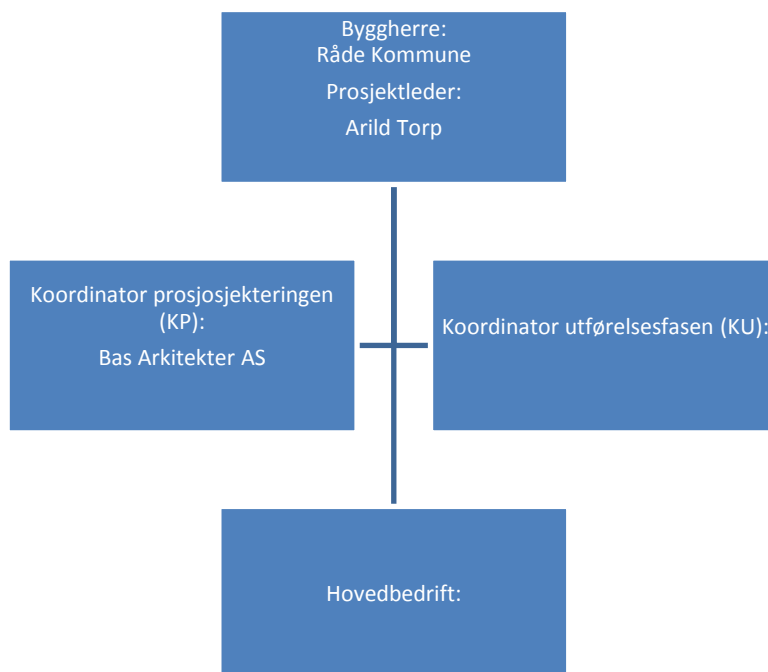 Byggherre:
Råde Kommune
Prosjektleder:
Arild Torp
Koordinator prosjosjekteringen
(KP):
Bas Arkitekter AS
Koordinator utførelsesfasen (KU):
Hovedbedrift: